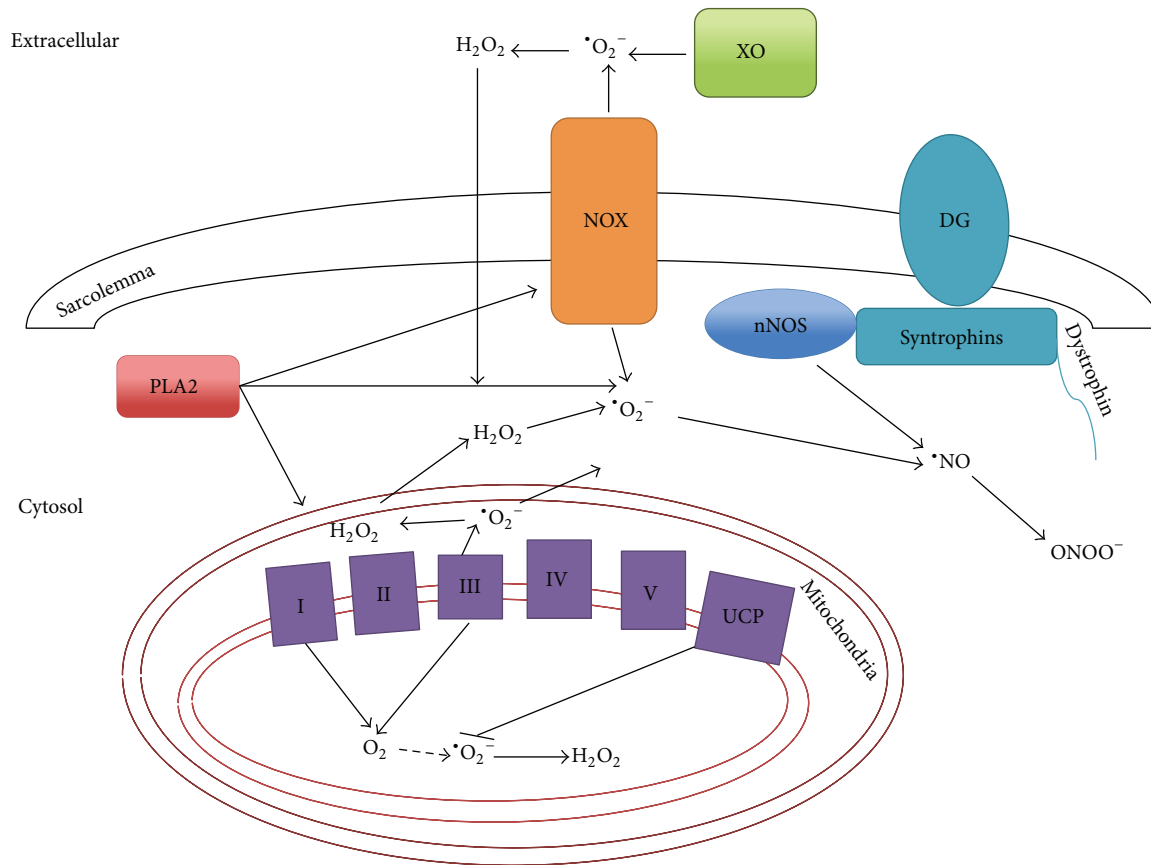 Extracellular
H₂O₂
•O₂⁻
XO
NOX
DG
Sarcolemma
nNOS
Syntrophins
Dystrophin
PLA2
•O₂⁻
H₂O₂
•NO
Cytosol
H₂O₂
•O₂⁻
ONOO⁻
I
II
III
IV
V
UCP
Mitochondria
O₂
•O₂⁻
H₂O₂